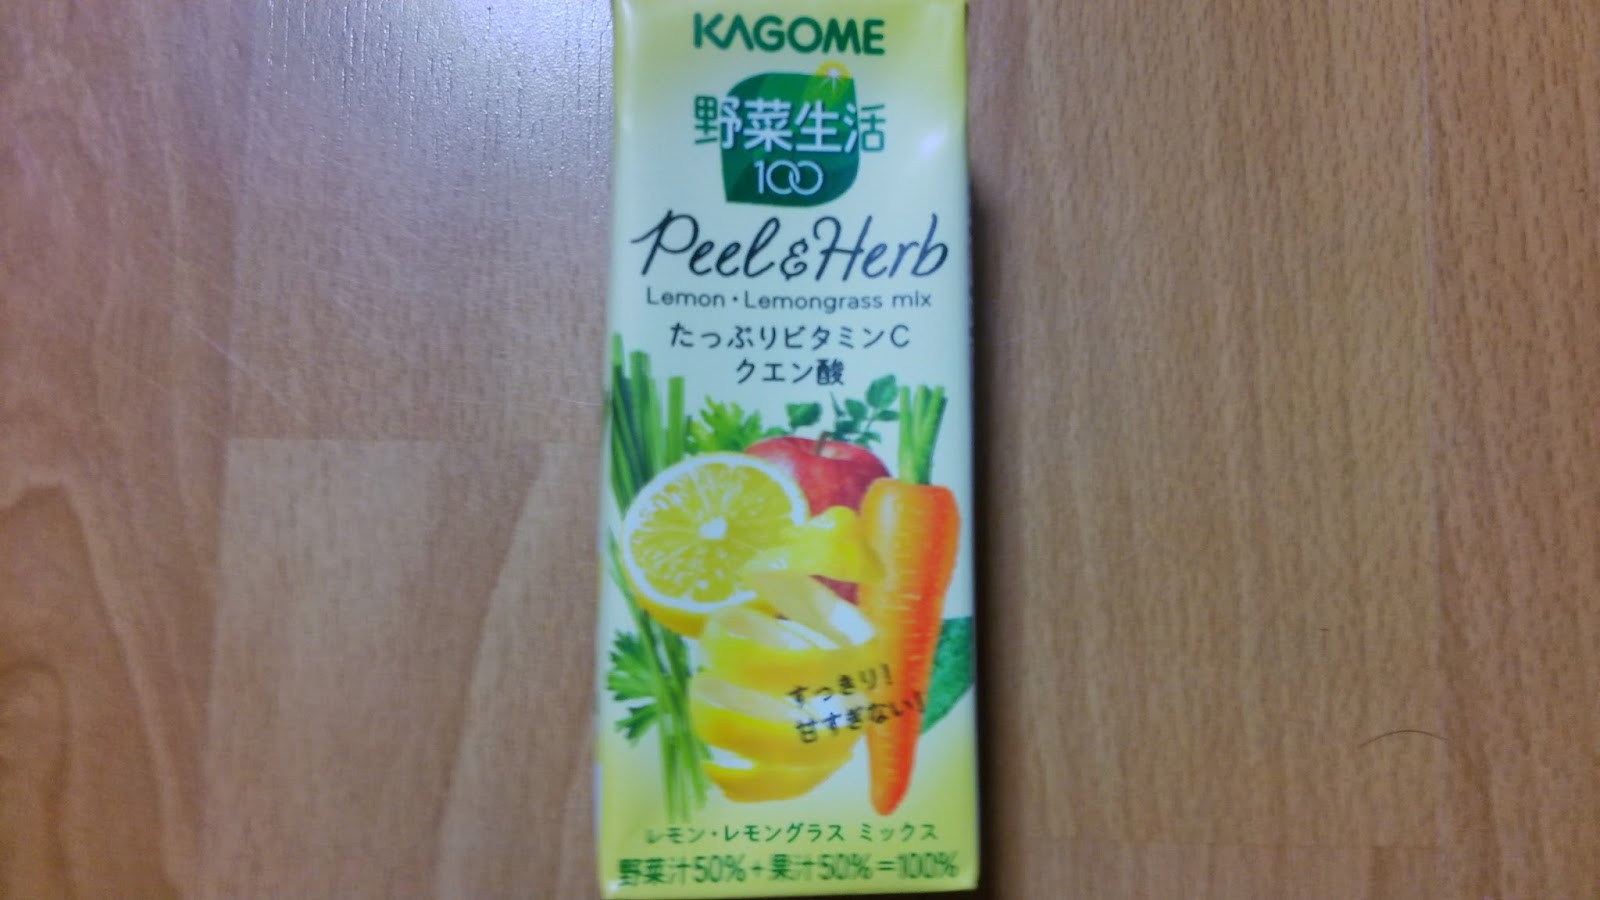 KAGOME
野菜生活
100
Peel & Herb
Lemon・Lemongrass mix
たっぷりビタミンC
クエン酸
すっきり!
甘すぎない!
レモン・レモングラス ミックス
野菜汁50%+果汁50%=100%